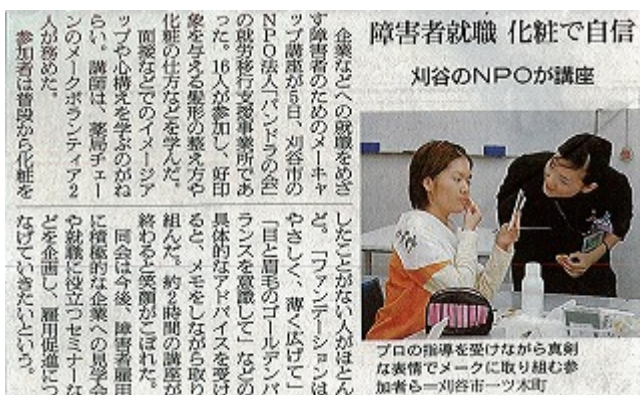 障害者就職 化粧で自信
刈谷のNPOが講座
企業などへの就職をめざ
す障害者のためのメーキャ
ップ講座が5日、刈谷市の
NPO法人「パンドラの会」
の就労移行支援事業所であ
った。16人が参加し、好印
象を与える髪形の整え方や
化粧の仕方などを学んだ。
面接などでのイメージア
ップや心構えを学ぶのがね
らい。講師は、薬局チェー
ンのメークボランティア2
人が務めた。
参加者は普段から化粧を
したことがない人がほとん
ど。「ファンデーションは
やさしく、薄く広げて」
「目と眉毛のゴールデンバ
ランスを意識して」などの
具体的なアドバイスを受け
ると、メモをしながら取り
組んだ。約2時間の講座が
終わると笑顔がこぼれた。
同会は今後、障害者雇用
に積極的な企業への見学会
や就職に役立つセミナーな
どを企画し、雇用促進につ
なげていきたいという。
プロの指導を受けながら真剣
な表情でメークに取り組む参
加者ら＝刈谷市一ツ木町